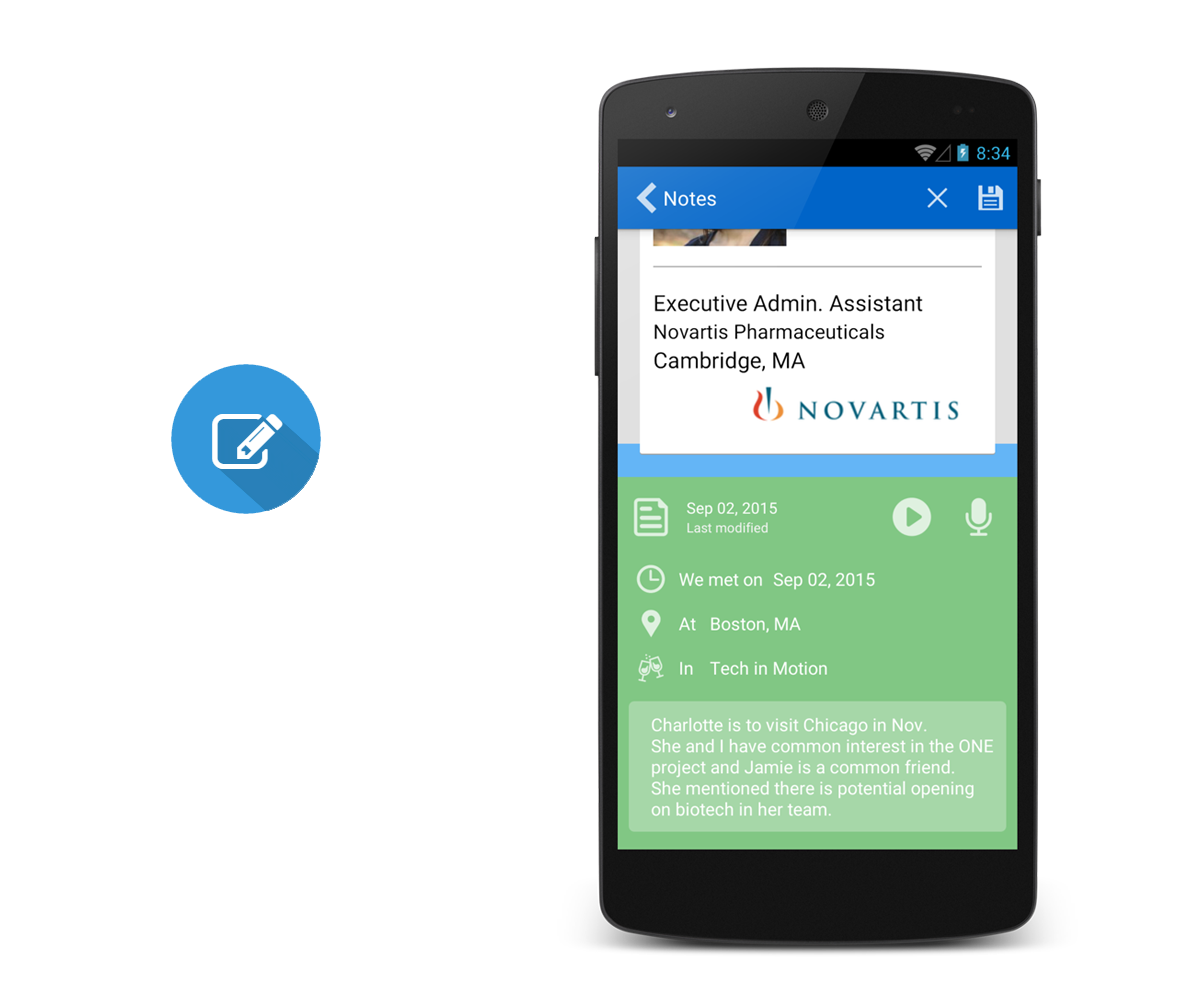 8:34
Notes
Executive Admin. Assistant
Novartis Pharmaceuticals
Cambridge, MA
NOVARTIS
Sep 02, 2015
Last modified
We met on Sep 02, 2015
At Boston, MA
In Tech in Motion
Charlotte is to visit Chicago in Nov.
She and I have common interest in the ONE
project and Jamie is a common friend.
She mentioned there is potential opening
on biotech in her team.